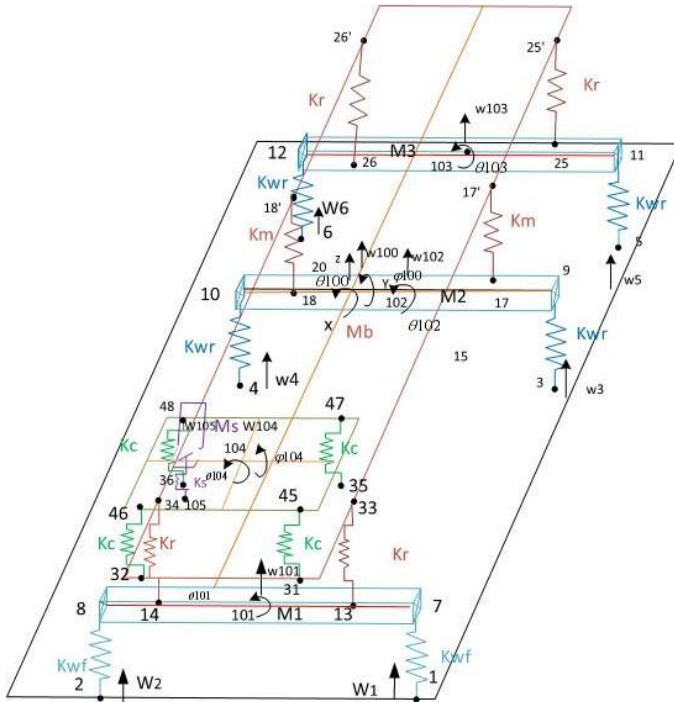 26'
25'
Kr
Kr
w103
12
M3
11
26
103
θ103
25
Kwr
Kwr
18'
W6
17'
6
Km
Km
5
w100
w102
z
20
θ100
Y
φ100
9
w5
10
18
102
M2
17
X
Mb
θ102
Kwr
Kwr
15
4
w4
3
w3
48
47
W105
Ms
W104
Kc
104
Kc
φ104
36
Ks
θ104
35
46
34
105
45
33
Kc
Kr
Kc
Kr
32
w101
31
θ101
8
14
101
M1
13
7
Kwf
Kwf
2
W2
W1
1